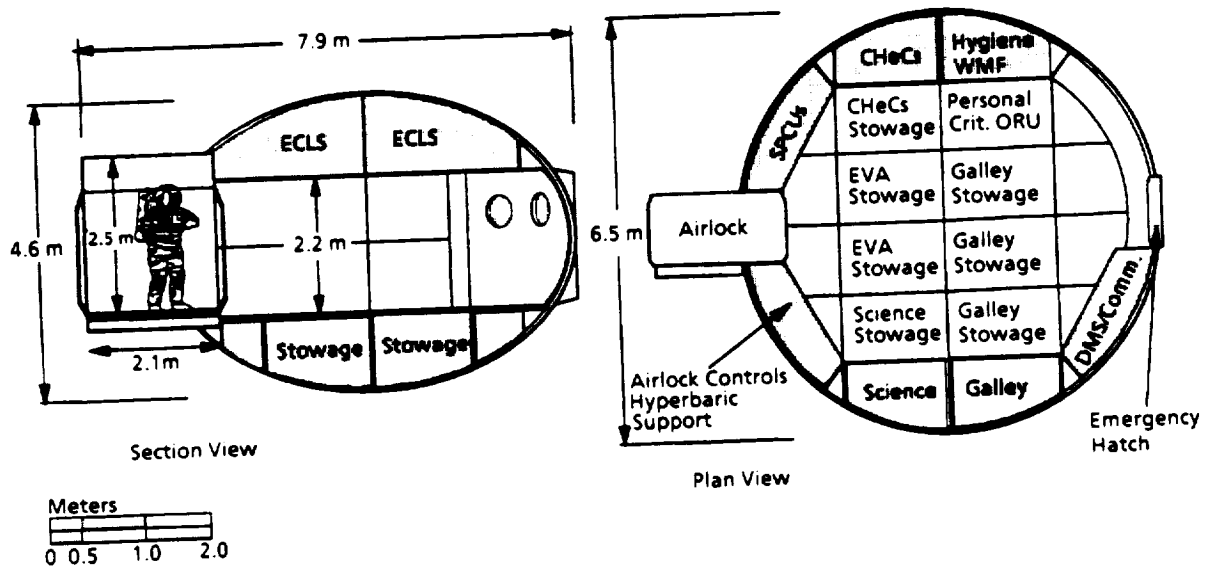 7.9 m
ECLS
ECLS
4.6 m
2.5 m
2.2 m
Stowage
Stowage
2.1m
Section View
Meters
0 0.5 1.0 2.0
CHeCs
Hygiene
WMF
SPCUs
CHeCs
Stowage
Personal
Crit. ORU
EVA
Stowage
Galley
Stowage
6.5 m
Airlock
EVA
Stowage
Galley
Stowage
Science
Stowage
Galley
Stowage
DMS/Comm.
Airlock Controls
Hyperbaric
Support
Science
Galley
Emergency
Hatch
Plan View